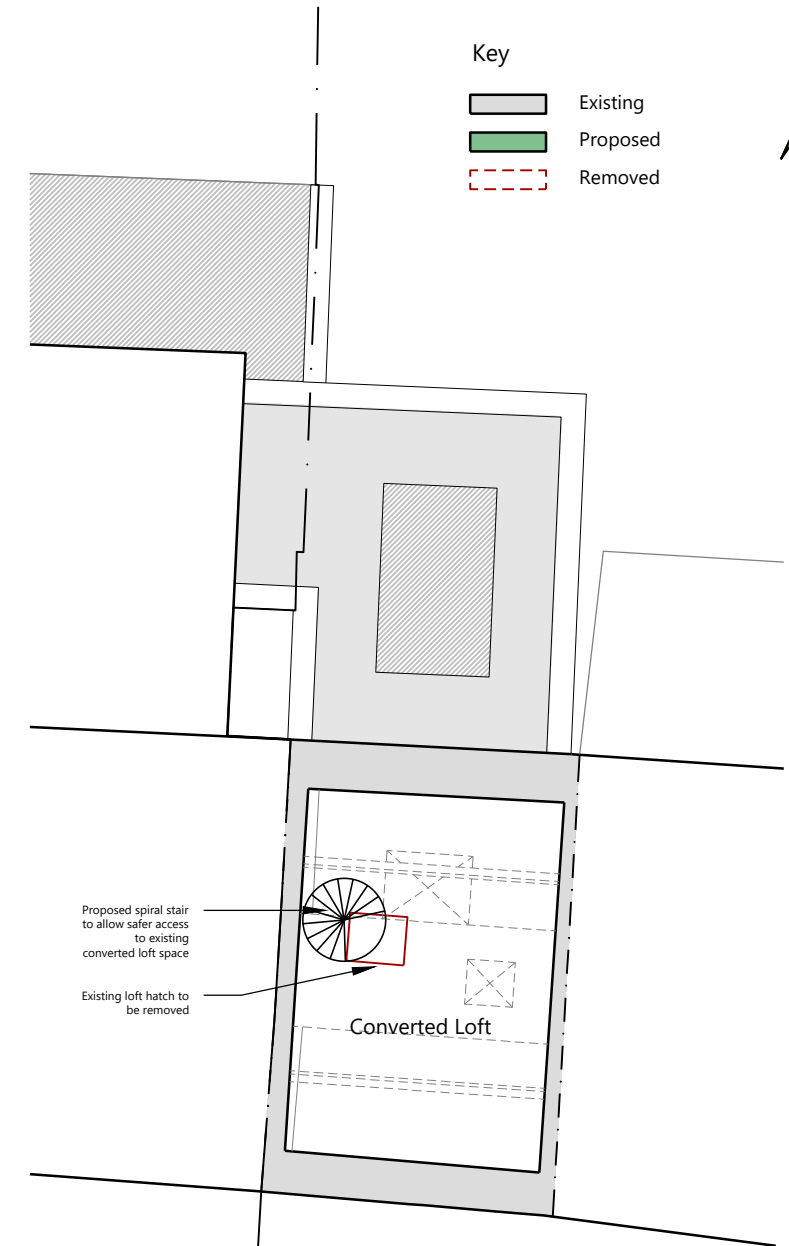 Key
Existing
Proposed
Removed
Proposed spiral stair
to allow safer access
to existing
converted loft space
Existing loft hatch to
be removed
Converted Loft